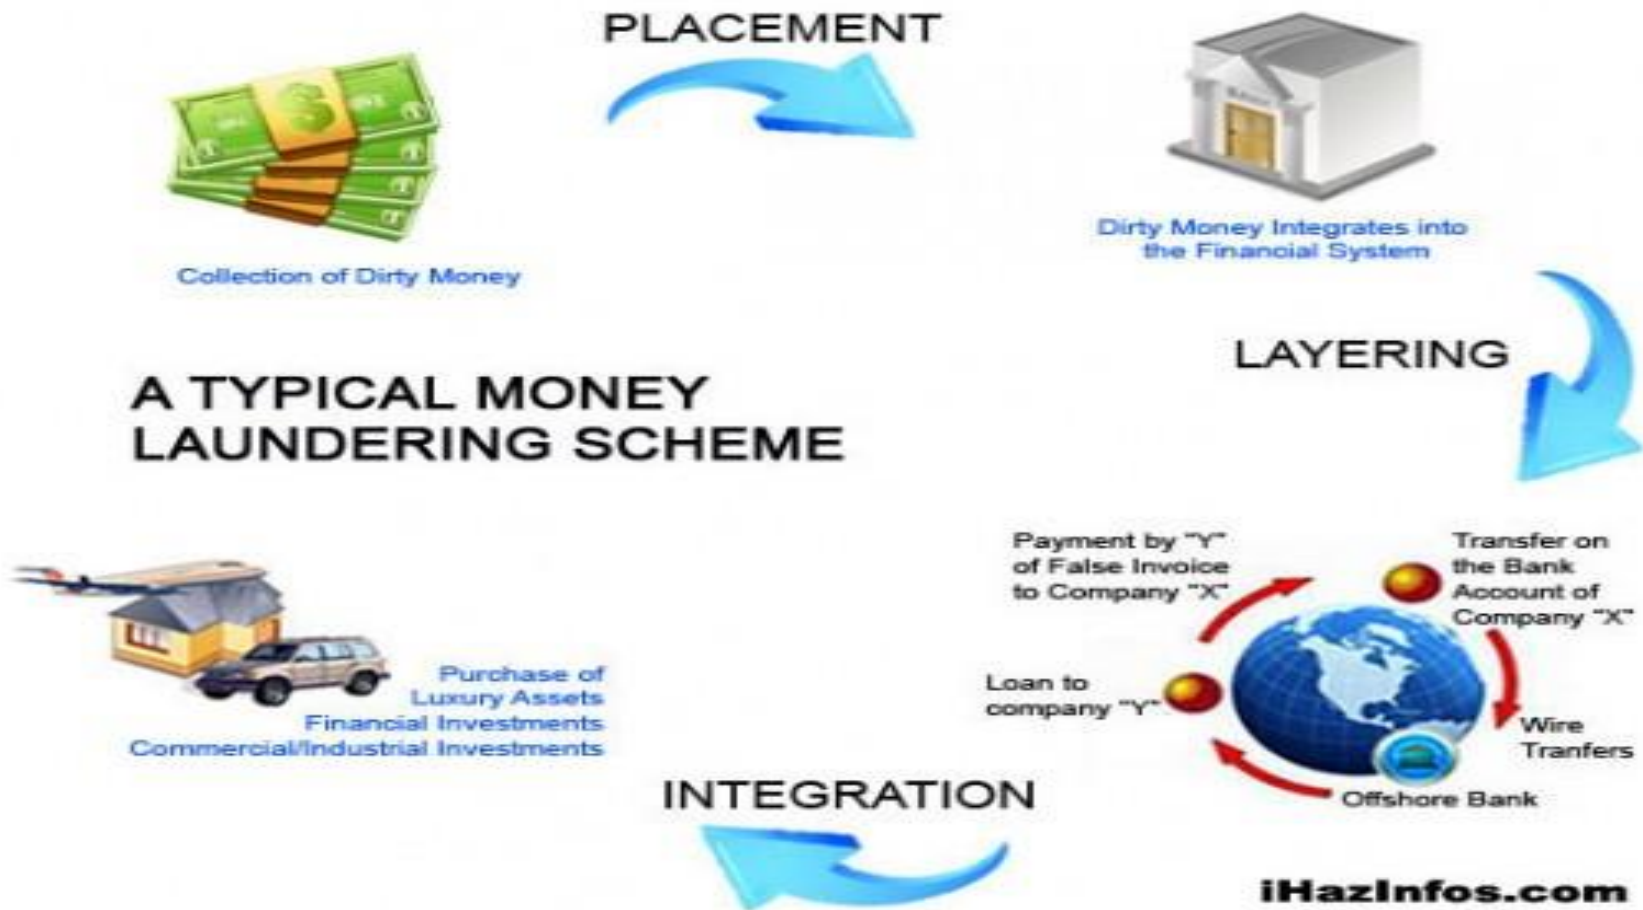 PLACEMENT
Collection of Dirty Money
Dirty Money Integrates into
the Financial System
LAYERING
A TYPICAL MONEY
LAUNDERING SCHEME
Payment by "Y"
of False Invoice
to Company "X"
Transfer on
the Bank
Account of
Company "X"
Loan to
company "Y"
Wire
Tranfers
Offshore Bank
Purchase of
Luxury Assets
Financial Investments
Commercial/Industrial Investments
INTEGRATION
iHazInfos.com